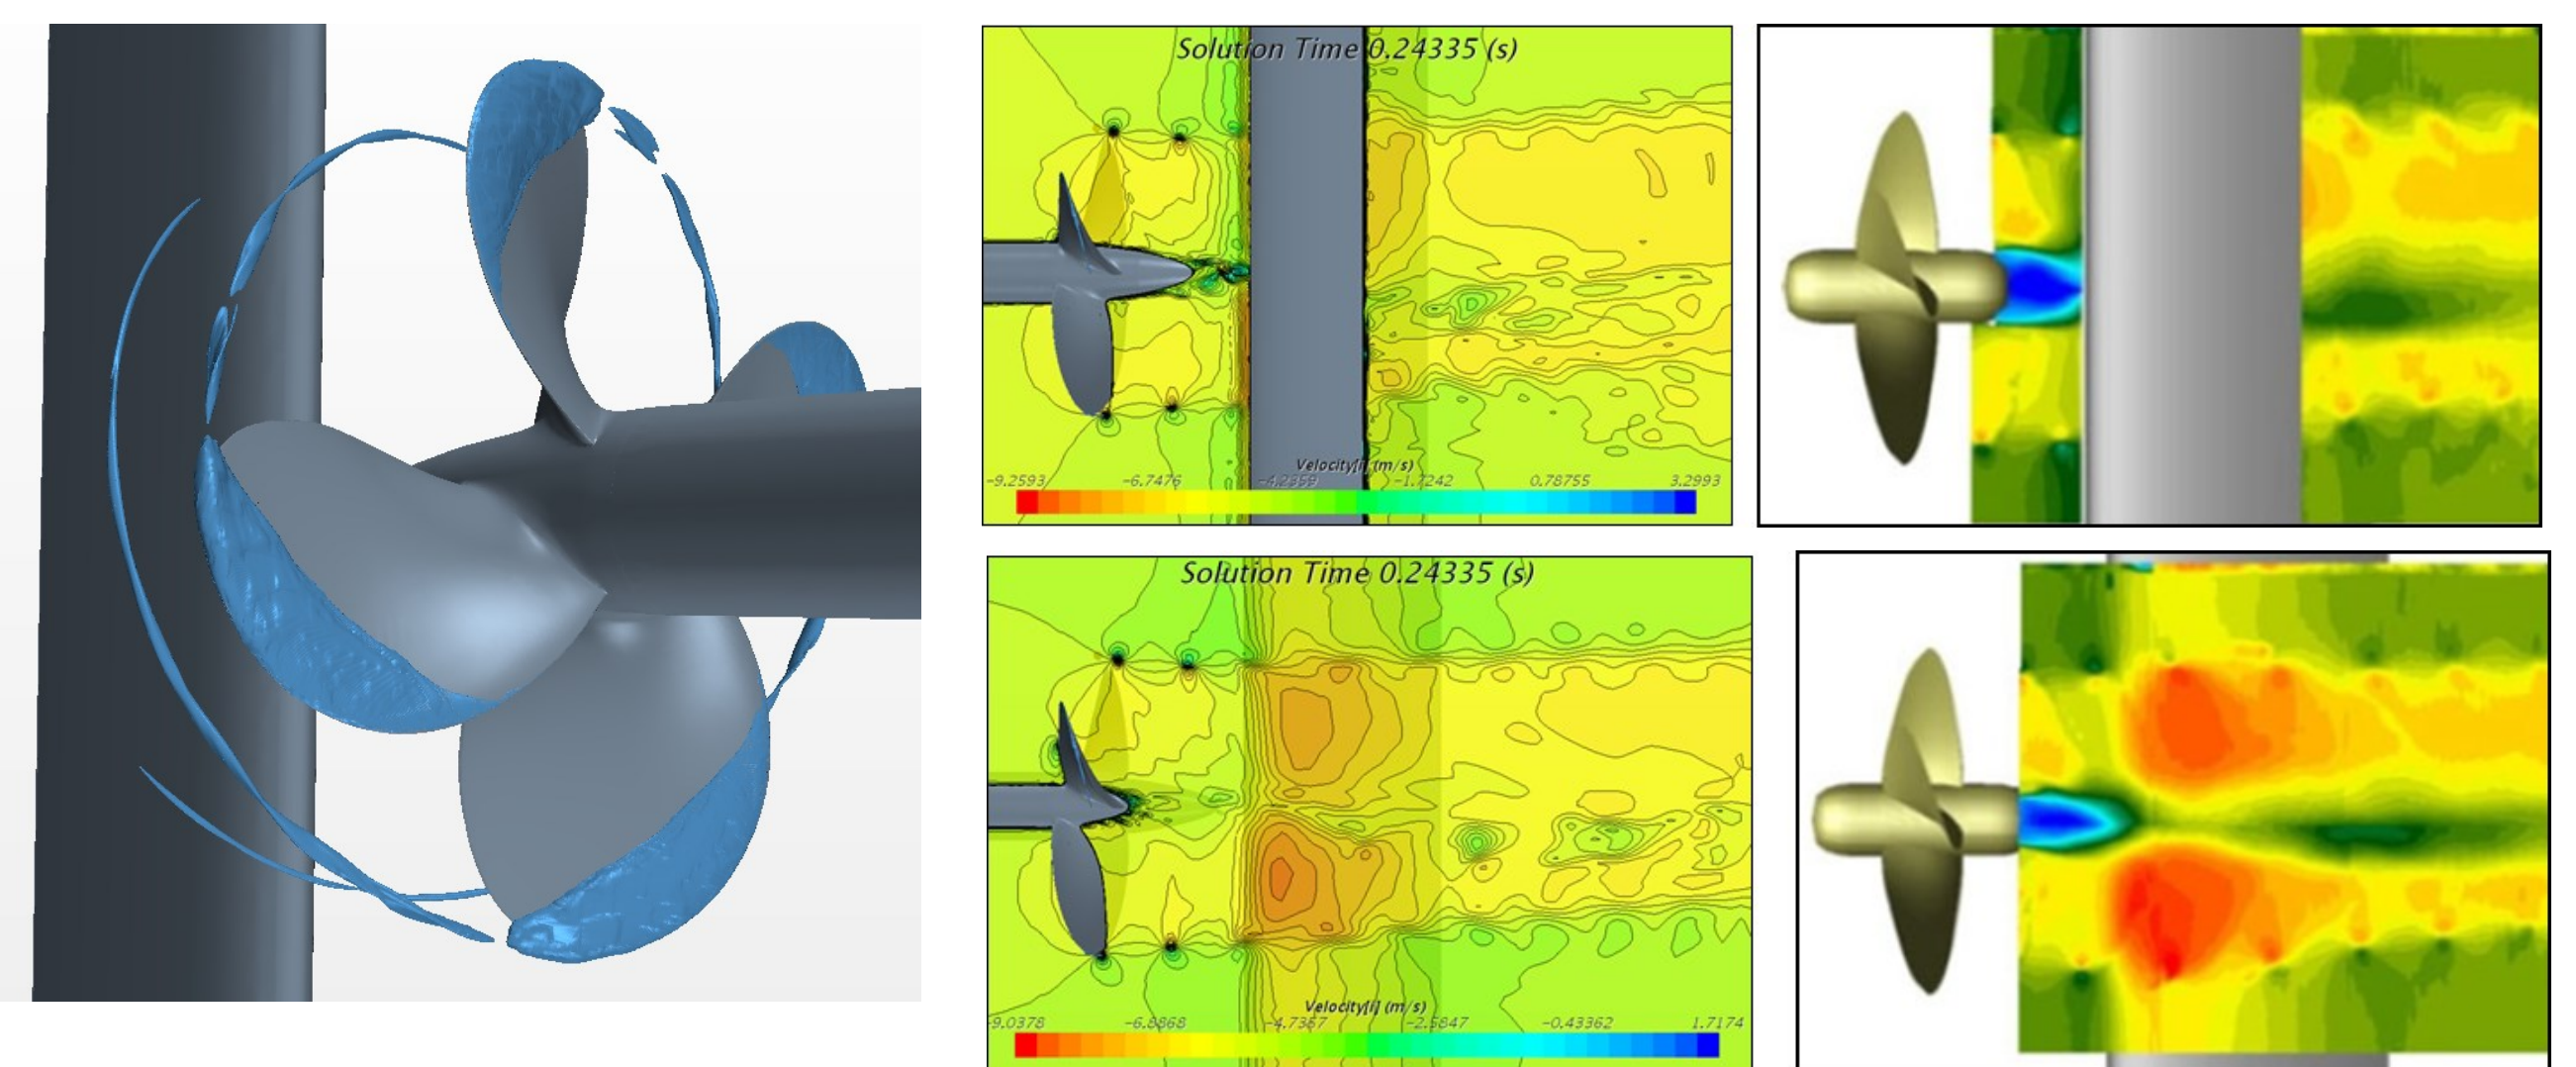 Solution Time 0.24335 (s)
Velocity[i] (m/s)
-9.2593 -6.7476 -4.2359 -1.7242 0.78755 3.2993
Solution Time 0.24335 (s)
Velocity[i] (m/s)
-9.0378 -6.8868 -4.7357 -2.5847 -0.43362 1.7174